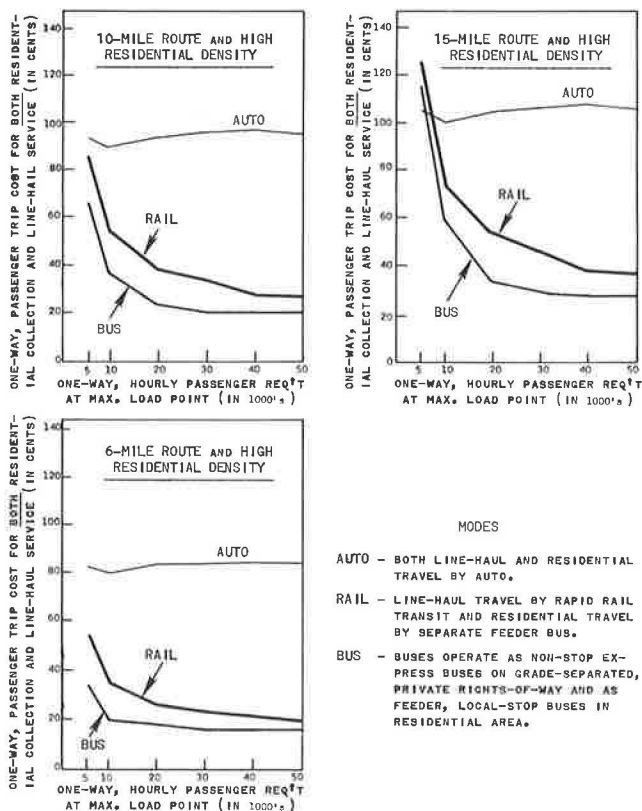 ONE-WAY, PASSENGER TRIP COST FOR BOTH RESIDENT-
IAL COLLECTION AND LINE-HAIL SERVICE (IN CENTS)
140
120
100
80
60
40
20
0
10-MILE ROUTE AND HIGH
RESIDENTIAL DENSITY
AUTO
RAIL
BUS
5 10 20 30 40 50
ONE-WAY, HOURLY PASSENGER REQ'T
AT MAX. LOAD POINT (IN 1000's)
ONE-WAY, PASSENGER TRIP COST FOR BOTH RESIDENT-
IAL COLLECTION AND LINE-HAUL SERVICE (IN CENTS)
140
120
100
80
60
40
20
0
15-MILE ROUTE AND HIGH
RESIDENTIAL DENSITY
AUTO
RAIL
BUS
5 10 20 30 40 50
ONE-WAY, HOURLY PASSENGER REQ'T
AT MAX. LOAD POINT (IN 1000's)
ONE-WAY, PASSENGER TRIP COST FOR BOTH RESIDENT-
IAL COLLECTION AND LINE-HAUL SERVICE (IN CENTS)
140
120
100
80
60
40
20
0
6-MILE ROUTE AND HIGH
RESIDENTIAL DENSITY
AUTO
RAIL
BUS
5 10 20 30 40 50
ONE-WAY, HOURLY PASSENGER REQ'T
AT MAX. LOAD POINT (IN 1000's)
MODES
AUTO - BOTH LINE-HAUL AND RESIDENTIAL
TRAVEL BY AUTO.
RAIL - LINE-HAUL TRAVEL BY RAPID RAIL
TRANSIT AND RESIDENTIAL TRAVEL
BY SEPARATE FEEDER BUS.
BUS - BUSES OPERATE AS NON-STOP EX-
PRESS BUSES ON GRADE-SEPARATED,
PRIVATE RIGHTS-OF-WAY AND AS
FEEDER, LOCAL-STOP BUSES IN
RESIDENTIAL AREA.